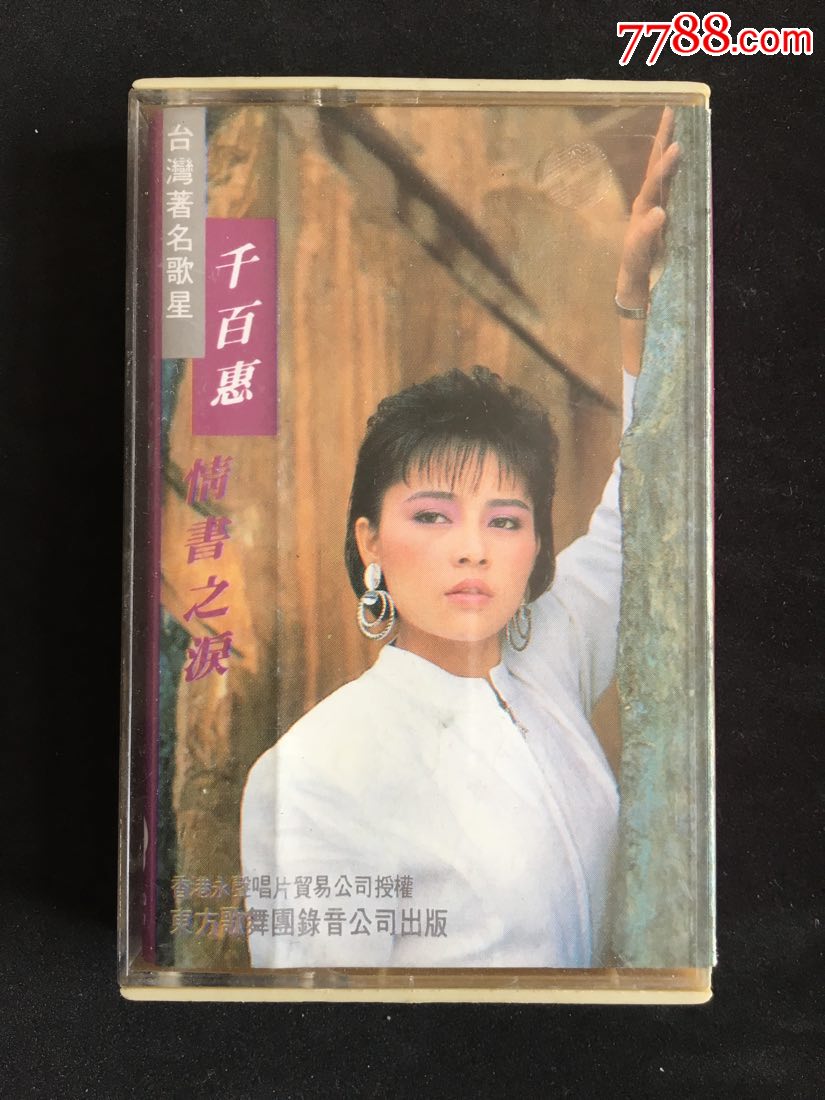 7788.com
台灣著名歌星
千百惠
情書之淚
香港永聲唱片貿易公司授權
東方歌舞團錄音公司出版